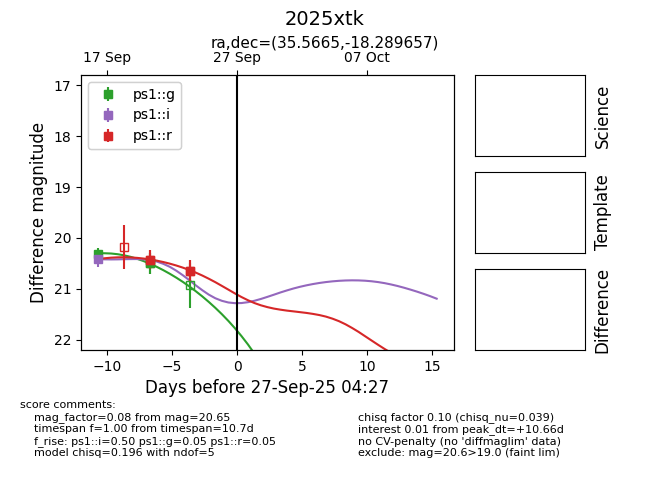 2025xtk
ra,dec=(35.5665,-18.289657)
17 Sep
27 Sep
07 Oct
ps1::g
ps1::i
ps1::r
17
18
19
20
21
22
Difference magnitude
−10
−5
0
5
10
15
Days before 27-Sep-25 04:27
Science
Template
Difference
score comments:
mag_factor=0.08 from mag=20.65
timespan f=1.00 from timespan=10.7d
f_rise: ps1::i=0.50 ps1::g=0.05 ps1::r=0.05
model chisq=0.196 with ndof=5
chisq factor 0.10 (chisq_nu=0.039)
interest 0.01 from peak_dt=+10.66d
no CV-penalty (no 'diffmaglim' data)
exclude: mag=20.6>19.0 (faint lim)